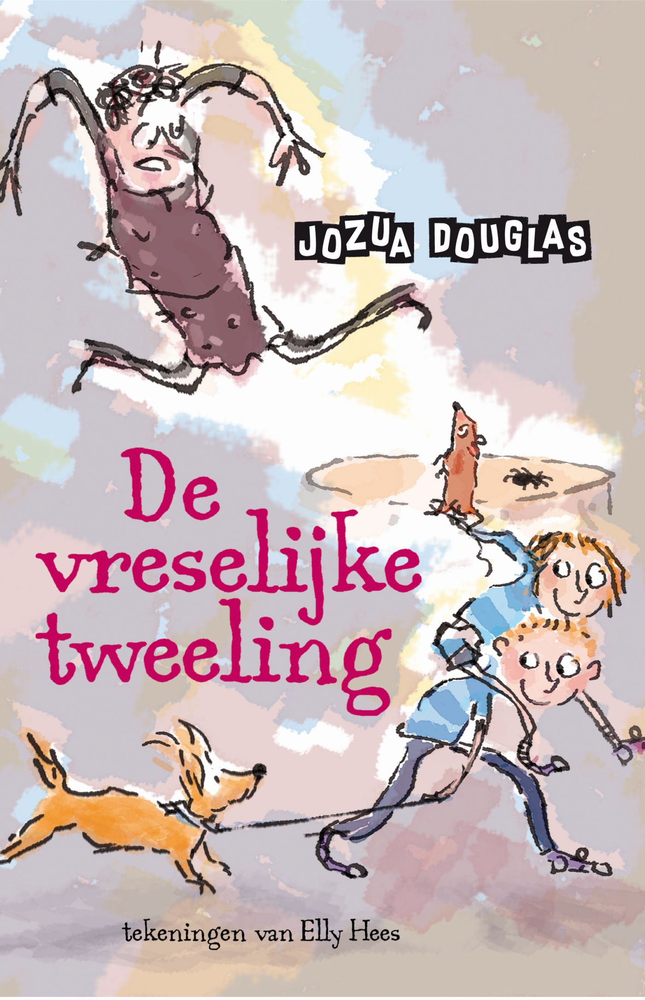 JOZUA DOUGLAS
De
vreselijke
tweeling
tekeningen van Elly Hees